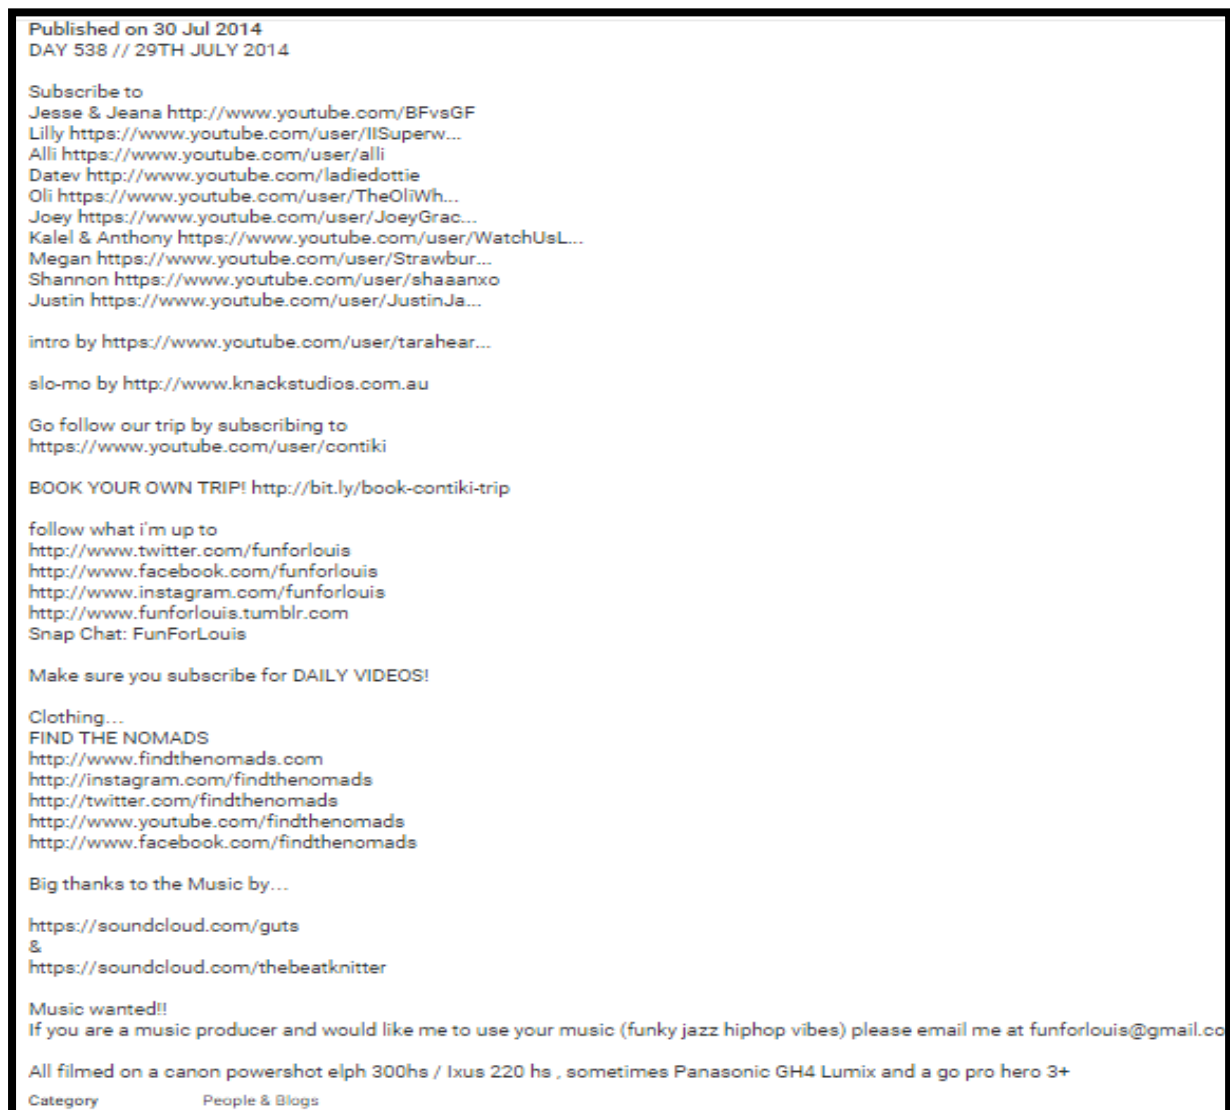 Published on 30 Jul 2014
DAY 538 // 29TH JULY 2014
Subscribe to
Jesse & Jeana http://www.youtube.com/BFvsGF
Lilly https://www.youtube.com/user/IISuperw...
Alli https://www.youtube.com/user/alli
Datev http://www.youtube.com/ladiedottie
Oli https://www.youtube.com/user/TheOliWh...
Joey https://www.youtube.com/user/JoeyGrac...
Kalel & Anthony https://www.youtube.com/user/WatchUsL...
Megan https://www.youtube.com/user/Strawbur...
Shannon https://www.youtube.com/user/shaaanxo
Justin https://www.youtube.com/user/JustinJa...
intro by https://www.youtube.com/user/tarahear...
slo-mo by http://www.knackstudios.com.au
Go follow our trip by subscribing to
https://www.youtube.com/user/contiki
BOOK YOUR OWN TRIP! http://bit.ly/book-contiki-trip
follow what i'm up to
http://www.twitter.com/funforlouis
http://www.facebook.com/funforlouis
http://www.instagram.com/funforlouis
http://www.funforlouis.tumblr.com
Snap Chat: FunForLouis
Make sure you subscribe for DAILY VIDEOS!
Clothing...
FIND THE NOMADS
http://www.findthenomads.com
http://instagram.com/findthenomads
http://twitter.com/findthenomads
http://www.youtube.com/findthenomads
http://www.facebook.com/findthenomads
Big thanks to the Music by...
https://soundcloud.com/guts
&
https://soundcloud.com/thebeatknitter
Music wanted!!
If you are a music producer and would like me to use your music (funky jazz hiphop vibes) please email me at funforlouis@gmail.co
All filmed on a canon powershot elph 300hs / Ixus 220 hs , sometimes Panasonic GH4 Lumix and a go pro hero 3+
Category People & Blogs